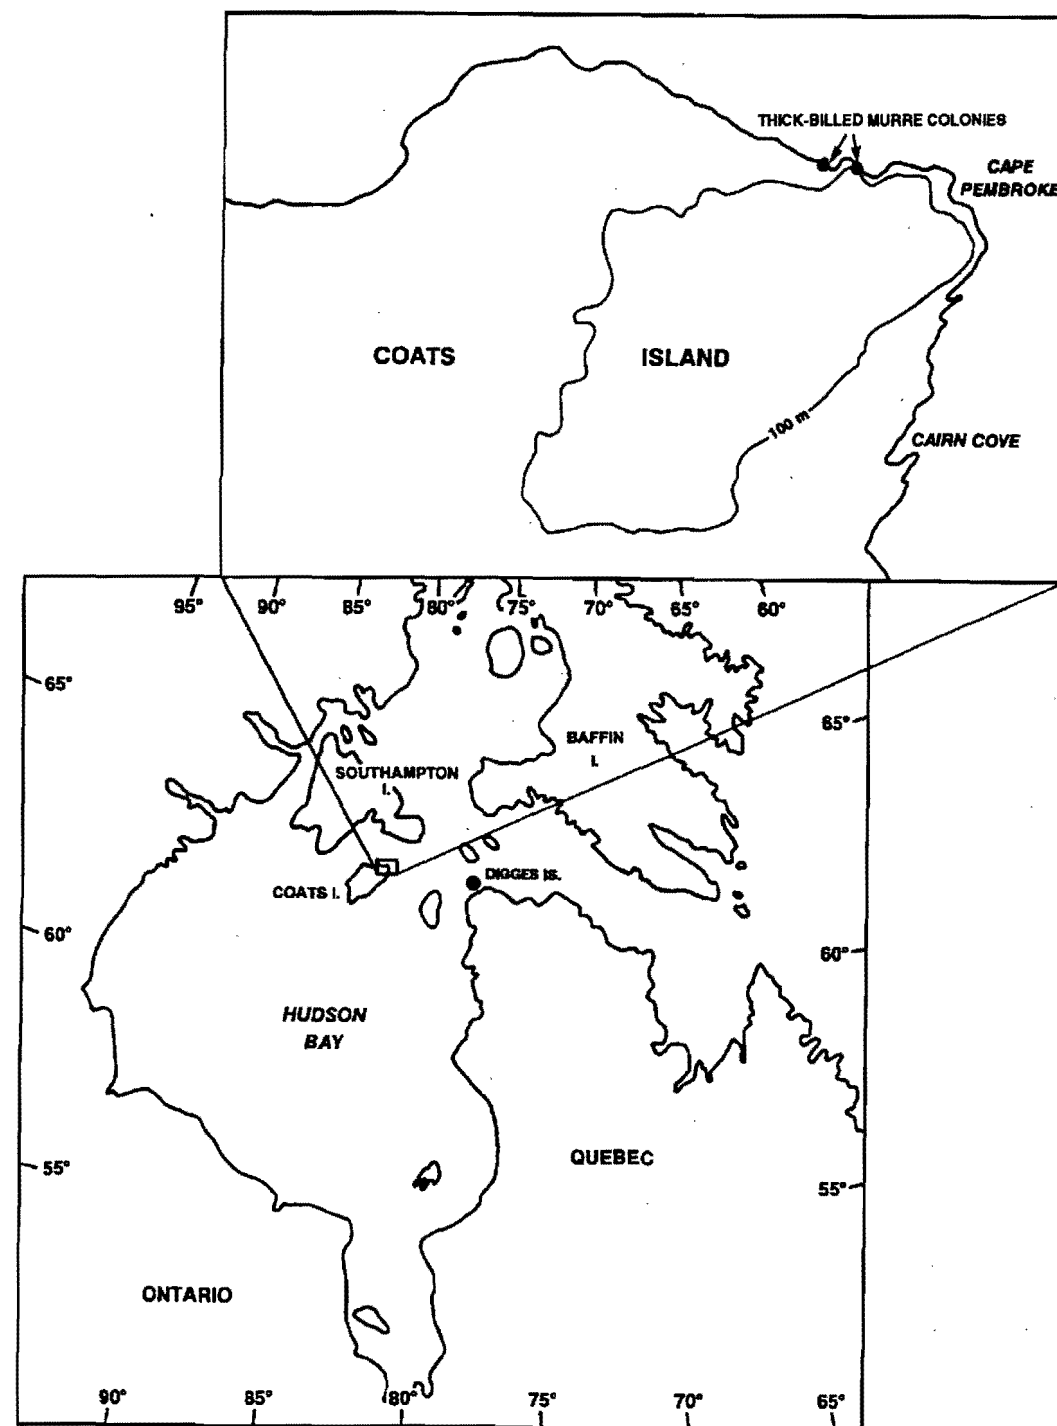 THICK-BILLED MURRE COLONIES
CAPE
PEMBROKE
COATS
ISLAND
100 m
CAIRN COVE
95°
90°
85°
80°
75°
70°
65°
60°
65°
65°
BAFFIN
I.
SOUTHAMPTON
I.
COATS I.
DIGGES IS.
60°
60°
HUDSON
BAY
QUEBEC
55°
55°
ONTARIO
90°
85°
80°
75°
70°
65°